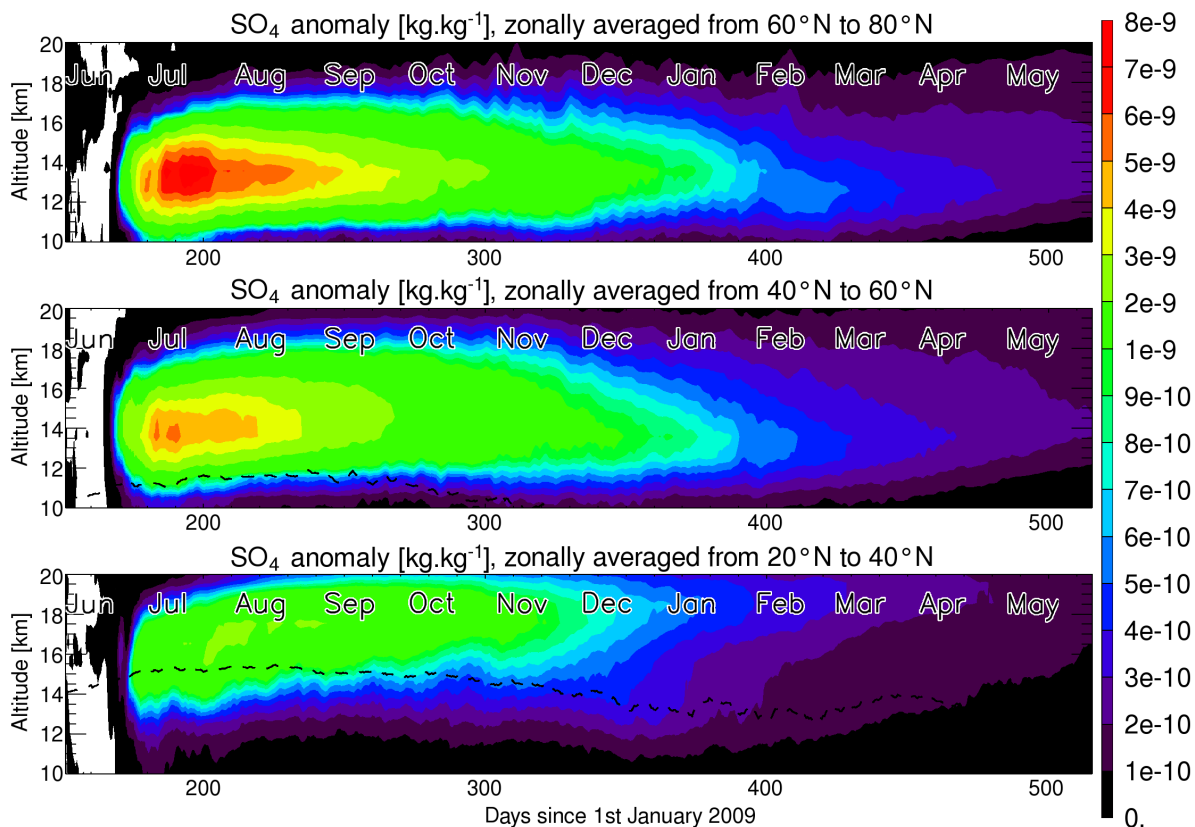 SO₄ anomaly [kg.kg⁻¹], zonally averaged from 60°N to 80°N
Altitude [km]
20
18
16
14
12
10
Jun Jul Aug Sep Oct Nov Dec Jan Feb Mar Apr May
200 300 400 500
SO₄ anomaly [kg.kg⁻¹], zonally averaged from 40°N to 60°N
Altitude [km]
20
18
16
14
12
10
Jun Jul Aug Sep Oct Nov Dec Jan Feb Mar Apr May
200 300 400 500
SO₄ anomaly [kg.kg⁻¹], zonally averaged from 20°N to 40°N
Altitude [km]
20
18
16
14
12
10
Jun Jul Aug Sep Oct Nov Dec Jan Feb Mar Apr May
200 300 400 500
Days since 1st January 2009
8e-9
7e-9
6e-9
5e-9
4e-9
3e-9
2e-9
1e-9
9e-10
8e-10
7e-10
6e-10
5e-10
4e-10
3e-10
2e-10
1e-10
0.